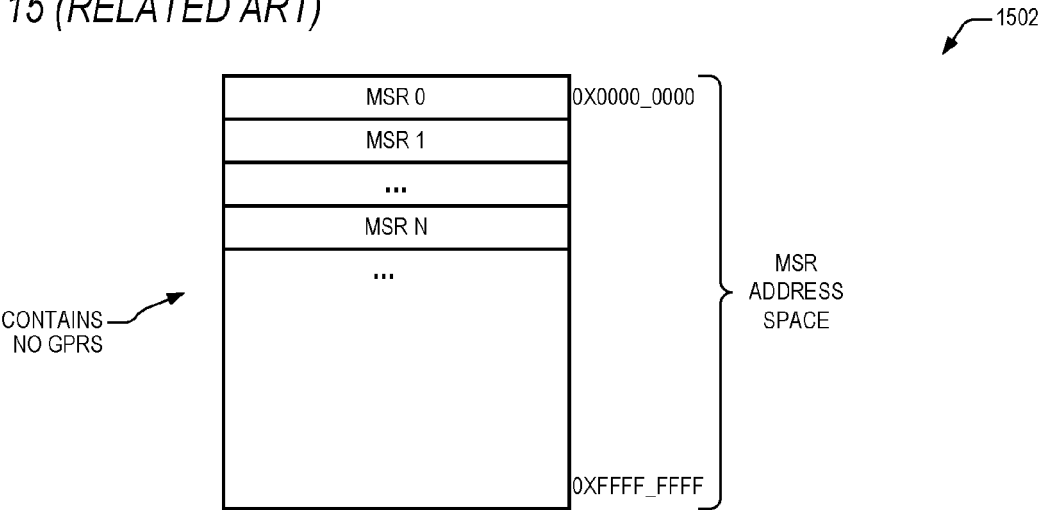 15 (RELATED ART)
1502
MSR 0
0X0000_0000
MSR 1
...
MSR N
...
MSR
ADDRESS
SPACE
CONTAINS
NO GPRS
0XFFFF_FFFF